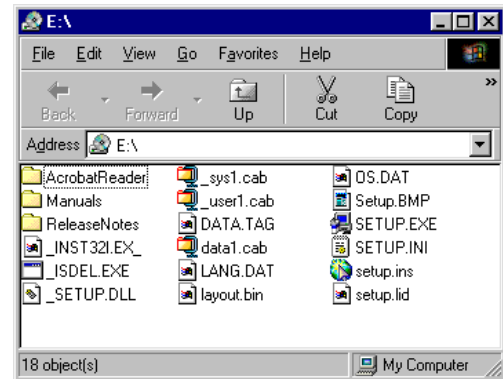 E:\
File Edit View Go Favorites Help
Back Forward Up Cut Copy »
Address E:\
AcrobatReader _sys1.cab OS.DAT
Manuals _user1.cab Setup.BMP
ReleaseNotes DATA.TAG SETUP.EXE
_INST32I.EX_ data1.cab SETUP.INI
_ISDEL.EXE LANG.DAT setup.ins
_SETUP.DLL layout.bin setup.lid
18 object(s) My Computer